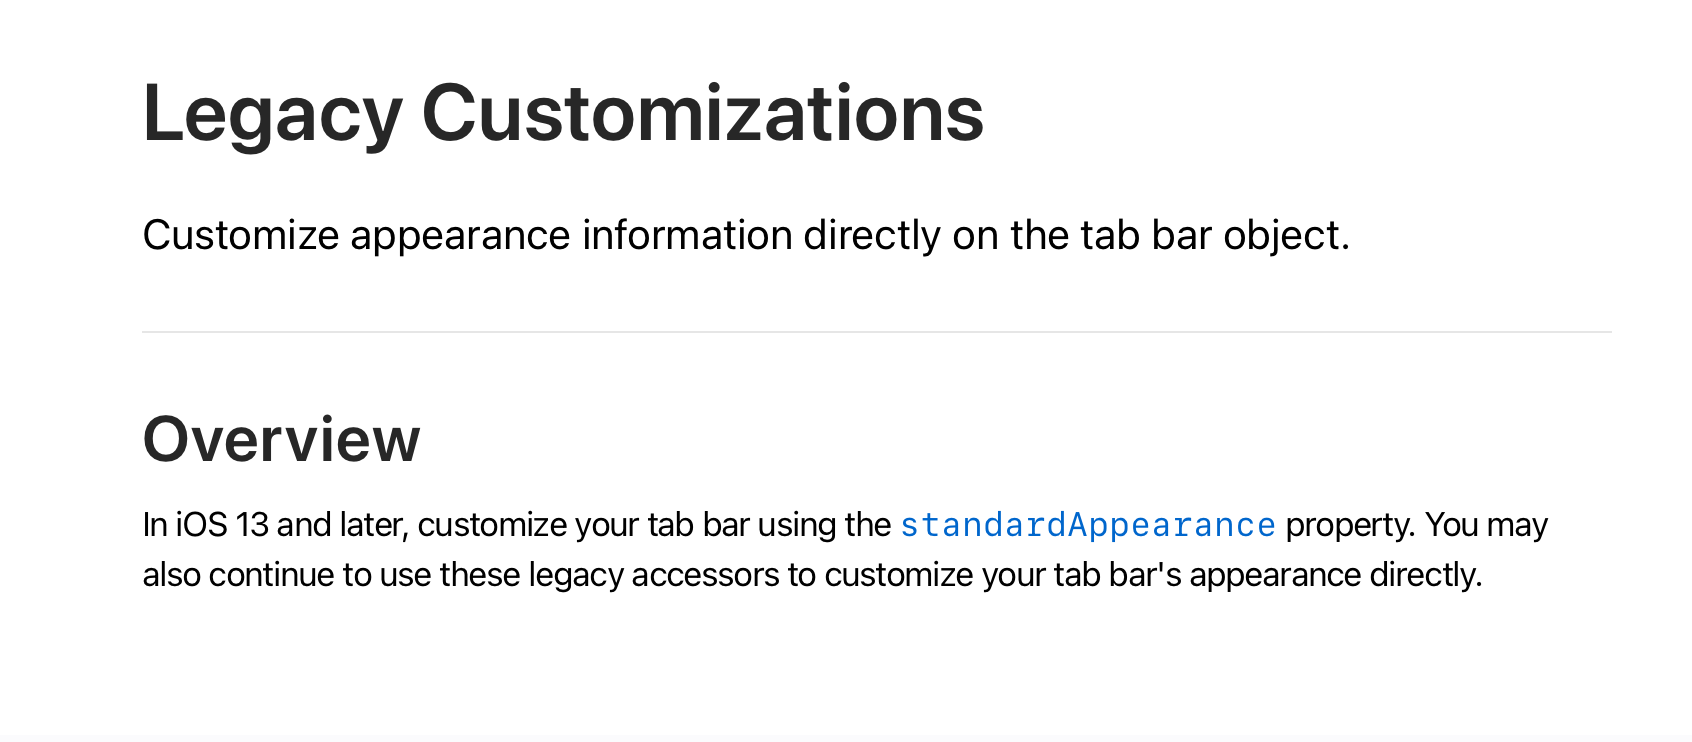 Legacy Customizations
Customize appearance information directly on the tab bar object.
Overview
In iOS 13 and later, customize your tab bar using the standardAppearance property. You may
also continue to use these legacy accessors to customize your tab bar's appearance directly.